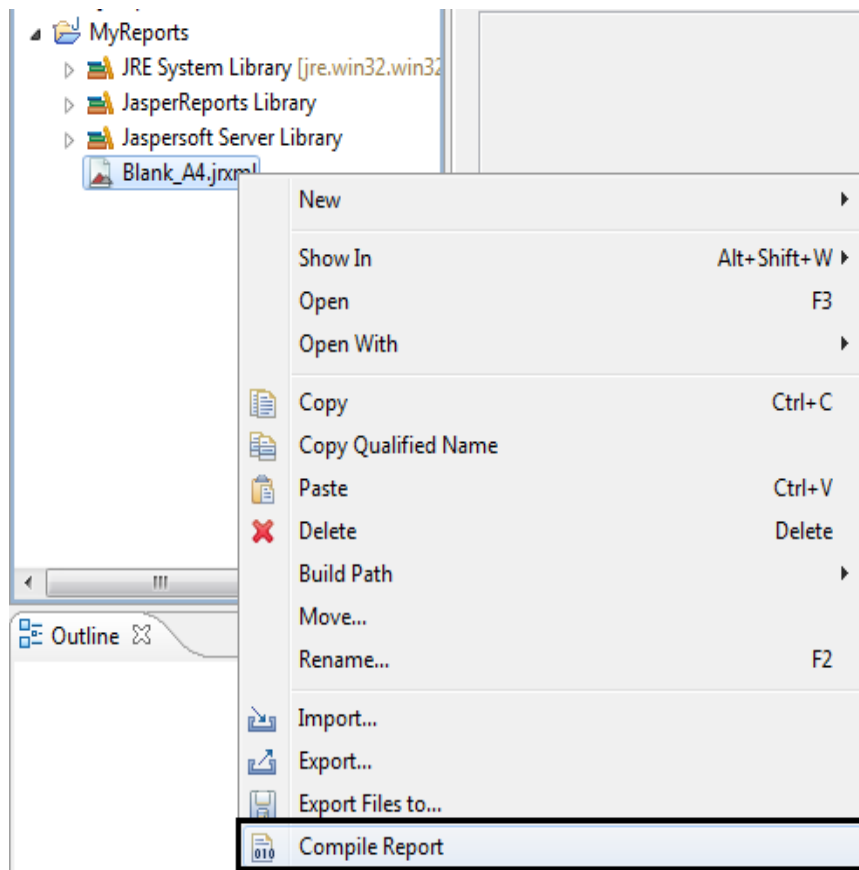 MyReports
JRE System Library [jre.win32.win32
JasperReports Library
Jaspersoft Server Library
Blank_A4.jrxml
New
Show In Alt+Shift+W
Open F3
Open With
Copy Ctrl+C
Copy Qualified Name
Paste Ctrl+V
Delete Delete
Build Path
Move...
Rename... F2
Outline
Import...
Export...
Export Files to...
Compile Report